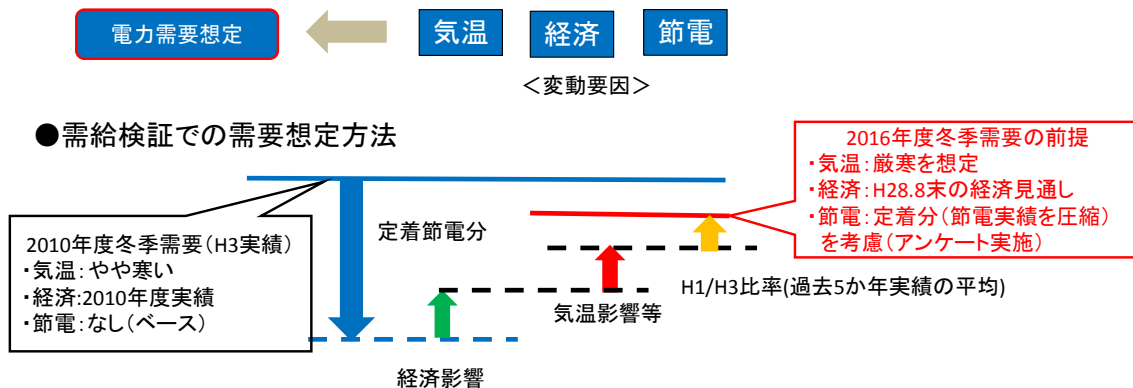 電力需要想定
気温
経済
節電
<変動要因>
●需給検証での需要想定方法
2016年度冬季需要の前提
・気温:厳寒を想定
・経済:H28.8末の経済見通し
・節電:定着分(節電実績を圧縮)
を考慮(アンケート実施)
2010年度冬季需要(H3実績)
・気温:やや寒い
・経済:2010年度実績
・節電:なし(ベース)
定着節電分
H1/H3比率(過去5か年実績の平均)
気温影響等
経済影響